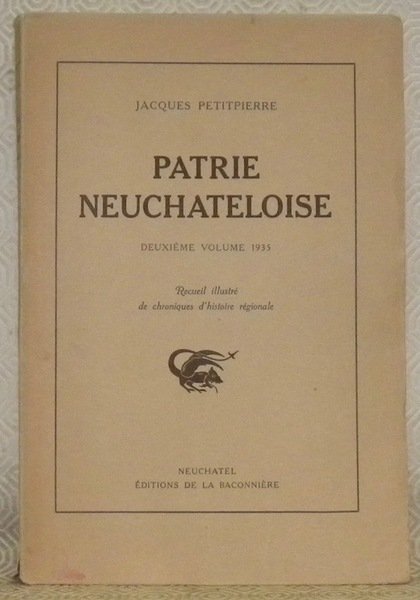 JACQUES PETITPIERRE
PATRIE
NEUCHATELOISE
DEUXIÈME VOLUME 1935
Recueil illustré
de chroniques d'histoire régionale
NEUCHATEL
ÉDITIONS DE LA BACONNIÈRE